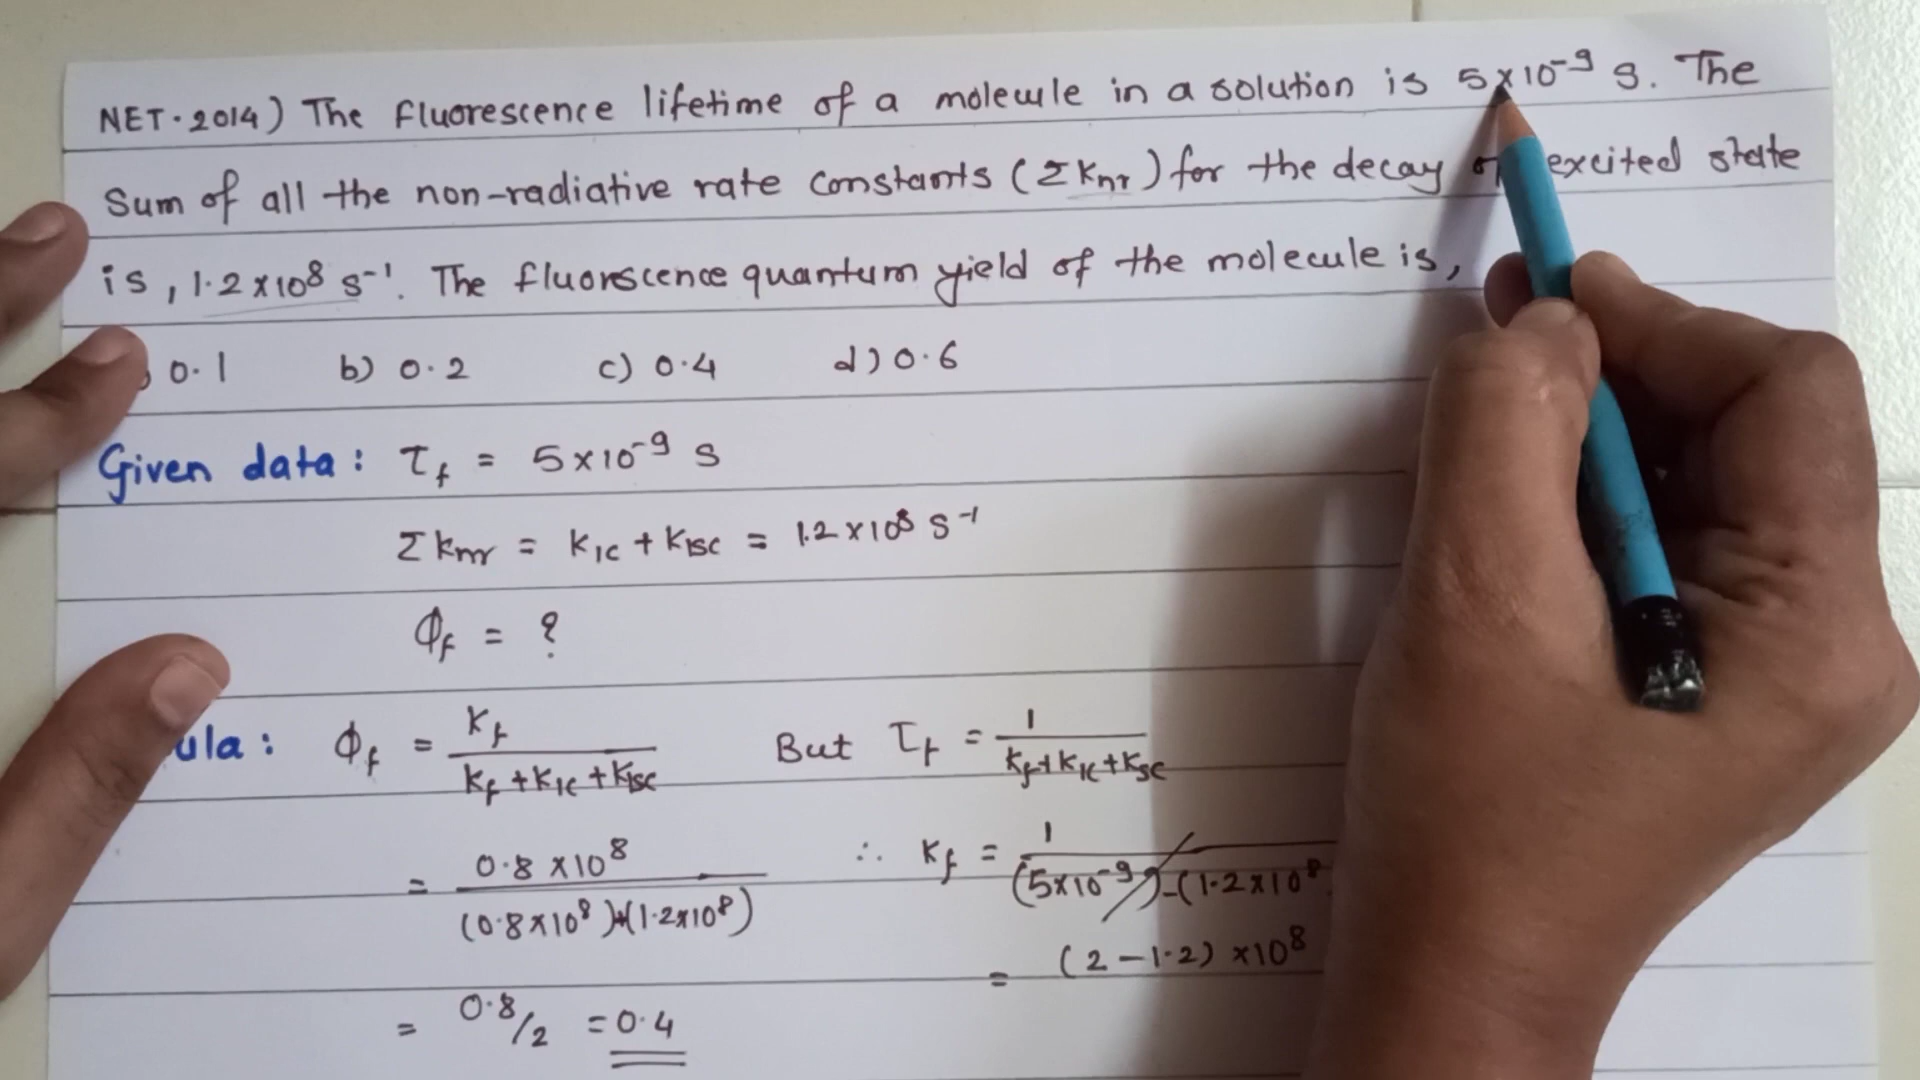 NET·2014) The Fluorescence lifetime of a molecule in a solution is 5×10⁻⁹ s. The
Sum of all the non-radiative rate constants (Σknr) for the decay excited state
is, 1.2×10⁸ s⁻¹. The fluorescence quantum yield of the molecule is,
0.1 b) 0.2 c) 0.4 d) 0.6
Given data: τf = 5×10⁻⁹ s
Σknr = kIC + kISC = 1.2×10⁸ s⁻¹
Φf = ?
ula: Φf = kf / (kf + kIC + kISC) But τf = 1 / (kf + kIC + kSC)
= 0.8×10⁸ / (0.8×10⁸)+(1.2×10⁸) ∴ kf = 1 / (5×10⁻⁹) - (1.2×10⁸
= (2 – 1.2) ×10⁸
= 0.8/2 = 0.4